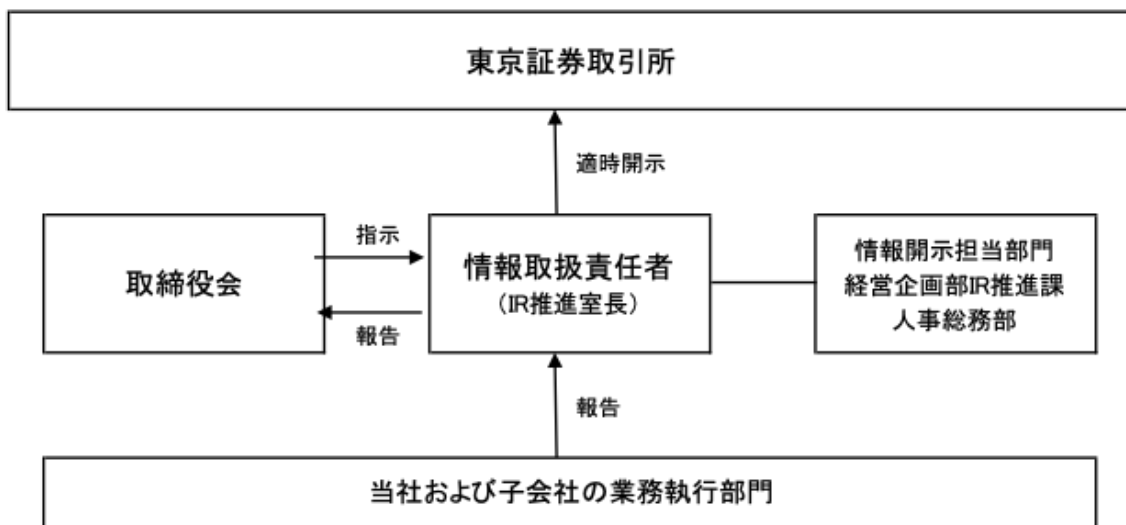 東京証券取引所
適時開示
指示
取締役会
報告
情報取扱責任者
(IR推進室長)
情報開示担当部門
経営企画部IR推進課
人事総務部
報告
当社および子会社の業務執行部門